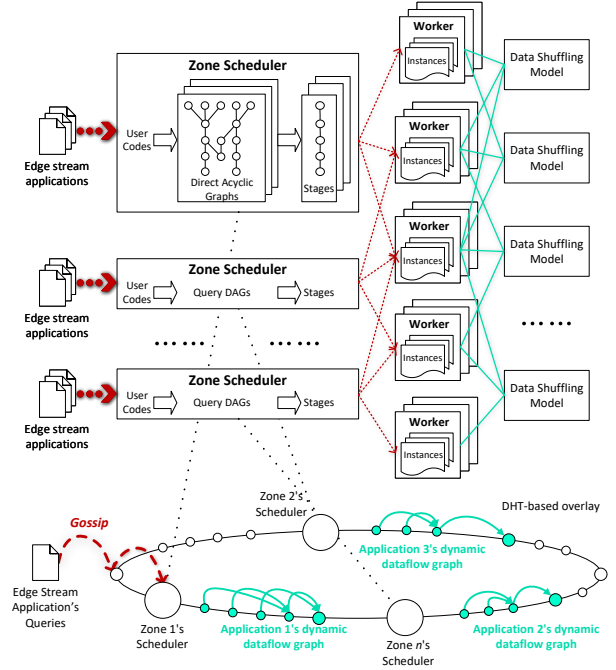 Zone Scheduler
User
Codes
Direct Acyclic
Graphs
Stages
Edge stream
applications
Zone Scheduler
User
Codes
Query DAGs
Stages
Edge stream
applications
…… ……
Zone Scheduler
User
Codes
Query DAGs
Stages
Edge stream
applications
Worker
Instances
Worker
Instances
Worker
Instances
Worker
Instances
Worker
Instances
Data Shuffling
Model
Data Shuffling
Model
Data Shuffling
Model
……
Data Shuffling
Model
Zone 2's
Scheduler
DHT-based overlay
Gossip
Application 3's dynamic
dataflow graph
Edge Stream
Application's
Queries
Zone 1's
Scheduler
Application 1's dynamic
dataflow graph
Zone n's
Scheduler
Application 2's dynamic
dataflow graph